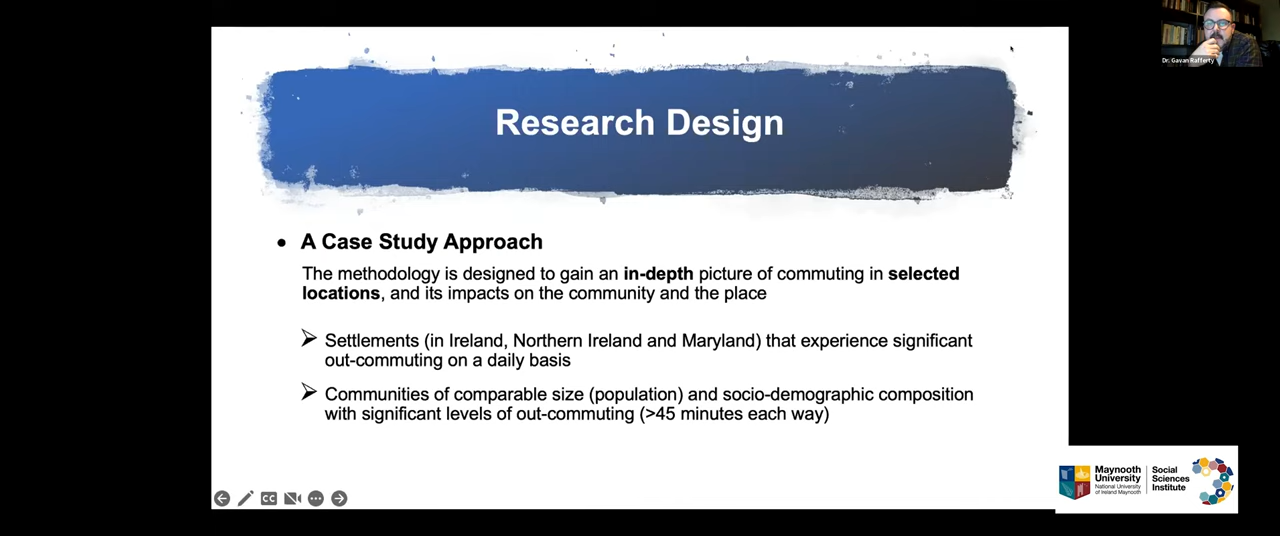 Dr. Gavan Rafferty
Research Design
• A Case Study Approach
The methodology is designed to gain an in-depth picture of commuting in selected
locations, and its impacts on the community and the place
➢ Settlements (in Ireland, Northern Ireland and Maryland) that experience significant
out-commuting on a daily basis
➢ Communities of comparable size (population) and socio-demographic composition
with significant levels of out-commuting (>45 minutes each way)
CC
Maynooth
University
National University
of Ireland Maynooth
Social
Sciences
Institute